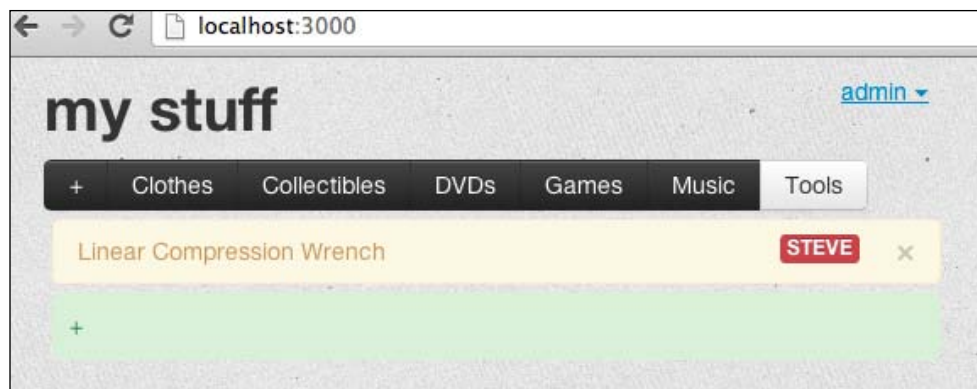 localhost:3000
my stuff
admin
+ Clothes Collectibles DVDs Games Music Tools
Linear Compression Wrench STEVE ×
+